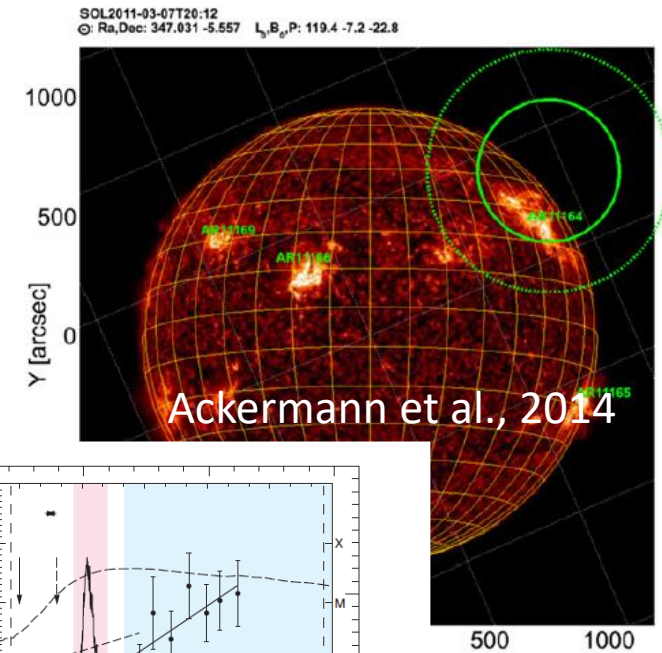 SOL2011-03-07T20:12
⊙: Ra,Dec: 347.031 -5.557 L₀,B₀,P: 119.4 -7.2 -22.8
1000
500
0
Y [arcsec]
AR11164
AR11169
AR11166
AR11165
Ackermann et al., 2014
X
M
500 1000